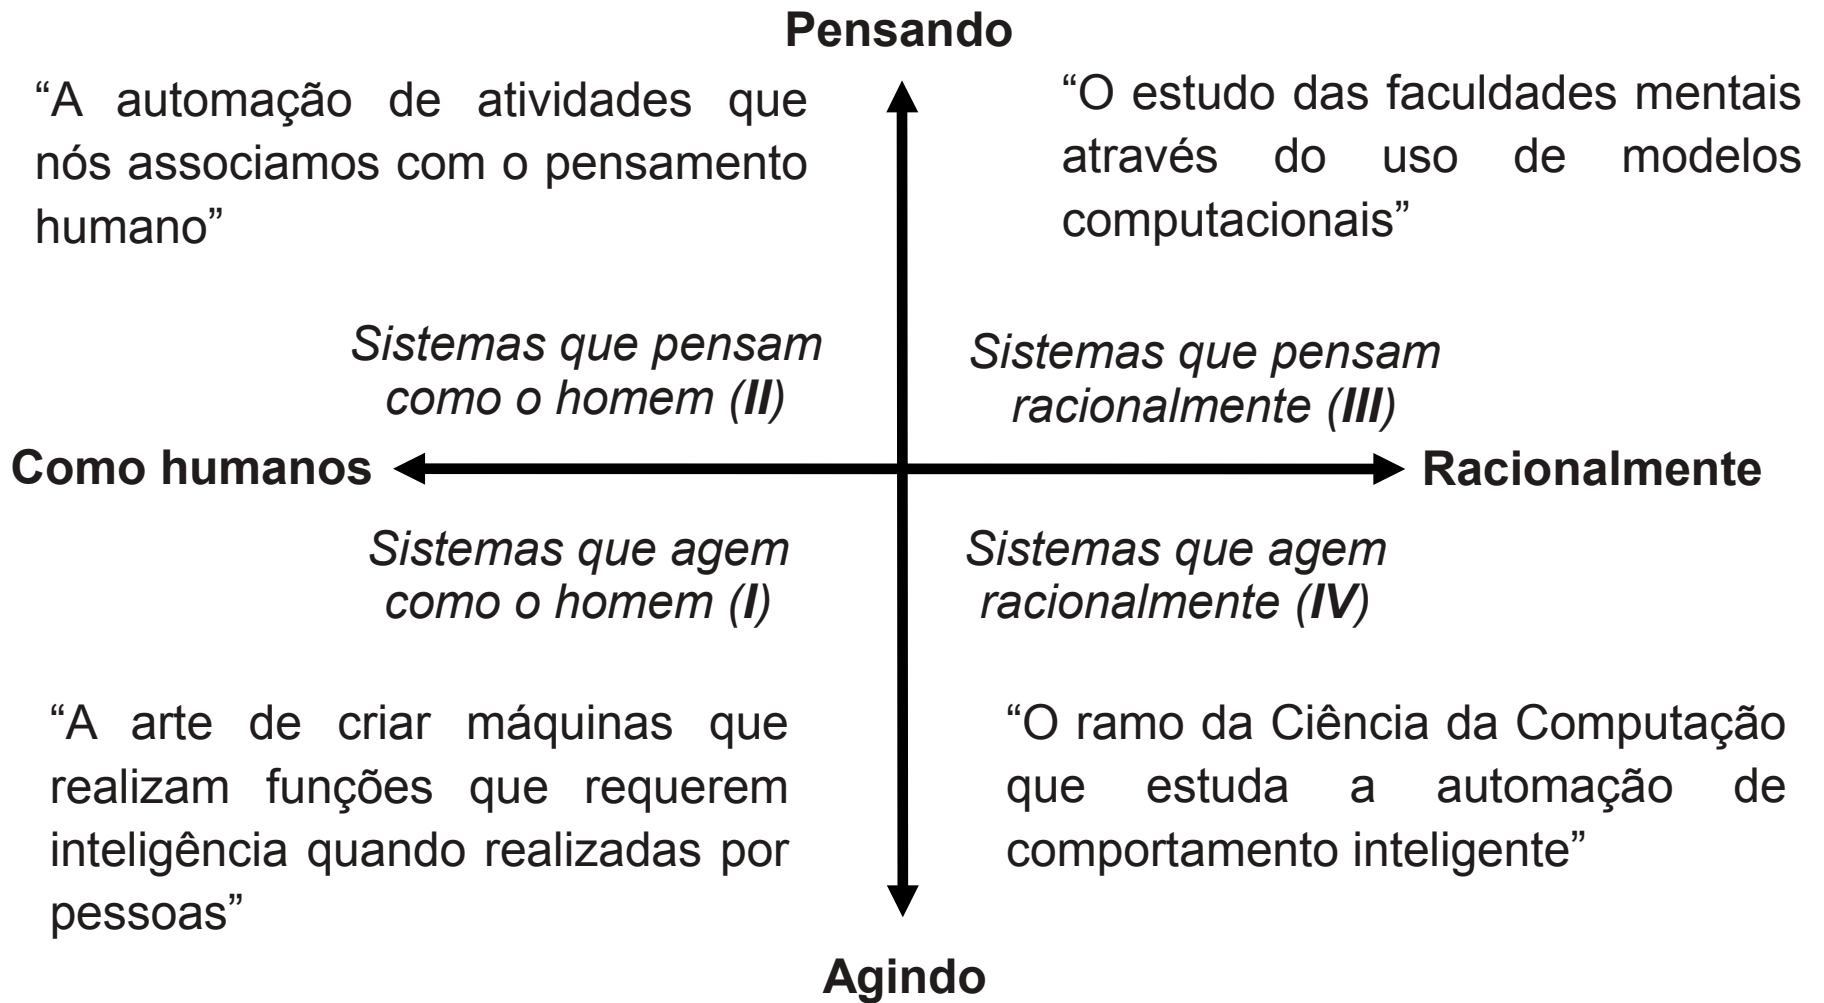 Pensando
“A automação de atividades que
nós associamos com o pensamento
humano”
“O estudo das faculdades mentais
através do uso de modelos
computacionais”
Sistemas que pensam
como o homem (II)
Sistemas que pensam
racionalmente (III)
Como humanos
Racionalmente
Sistemas que agem
como o homem (I)
Sistemas que agem
racionalmente (IV)
“A arte de criar máquinas que
realizam funções que requerem
inteligência quando realizadas por
pessoas”
“O ramo da Ciência da Computação
que estuda a automação de
comportamento inteligente”
Agindo